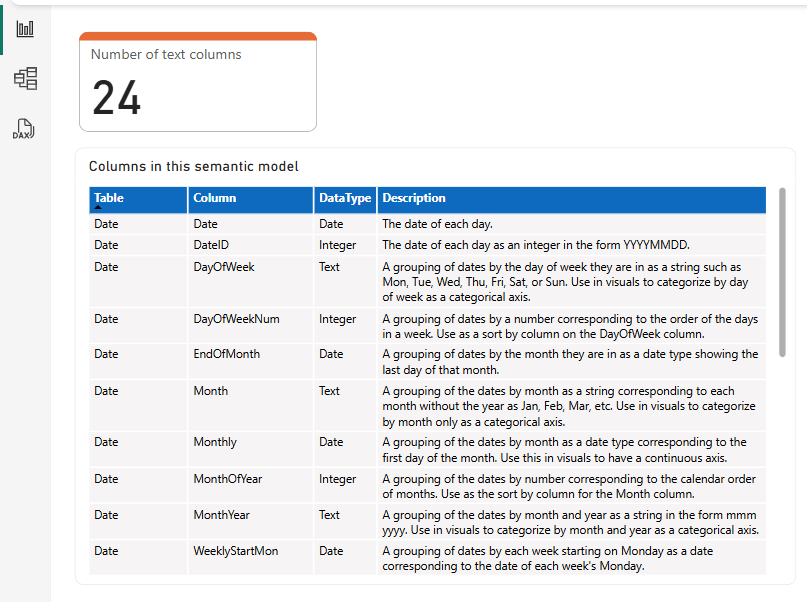 Number of text columns
24
DAX
Columns in this semantic model
Table Column DataType Description
Date Date Date The date of each day.
Date DateID Integer The date of each day as an integer in the form YYYYMMDD.
Date DayOfWeek Text A grouping of dates by the day of week they are in as a string such as
Mon, Tue, Wed, Thu, Fri, Sat, or Sun. Use in visuals to categorize by day
of week as a categorical axis.
Date DayOfWeekNum Integer A grouping of dates by a number corresponding to the order of the days
in a week. Use as a sort by column on the DayOfWeek column.
Date EndOfMonth Date A grouping of dates by the month they are in as a date type showing the
last day of that month.
Date Month Text A grouping of the dates by month as a string corresponding to each
month without the year as Jan, Feb, Mar, etc. Use in visuals to categorize
by month only as a categorical axis.
Date Monthly Date A grouping of the dates by month as a date type corresponding to the
first day of the month. Use this in visuals to have a continuous axis.
Date MonthOfYear Integer A grouping of the dates by number corresponding to the calendar order
of months. Use as the sort by column for the Month column.
Date MonthYear Text A grouping of the dates by month and year as a string in the form mmm
yyyy. Use in visuals to categorize by month and year as a categorical axis.
Date WeeklyStartMon Date A grouping of dates by each week starting on Monday as a date
corresponding to the date of each week's Monday.